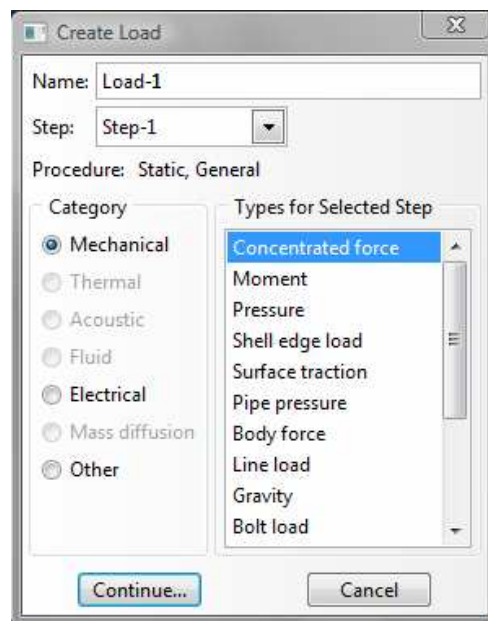 Create Load
Name: Load-1
Step: Step-1
Procedure: Static, General
Category
Mechanical
Thermal
Acoustic
Fluid
Electrical
Mass diffusion
Other
Types for Selected Step
Concentrated force
Moment
Pressure
Shell edge load
Surface traction
Pipe pressure
Body force
Line load
Gravity
Bolt load
Continue...
Cancel